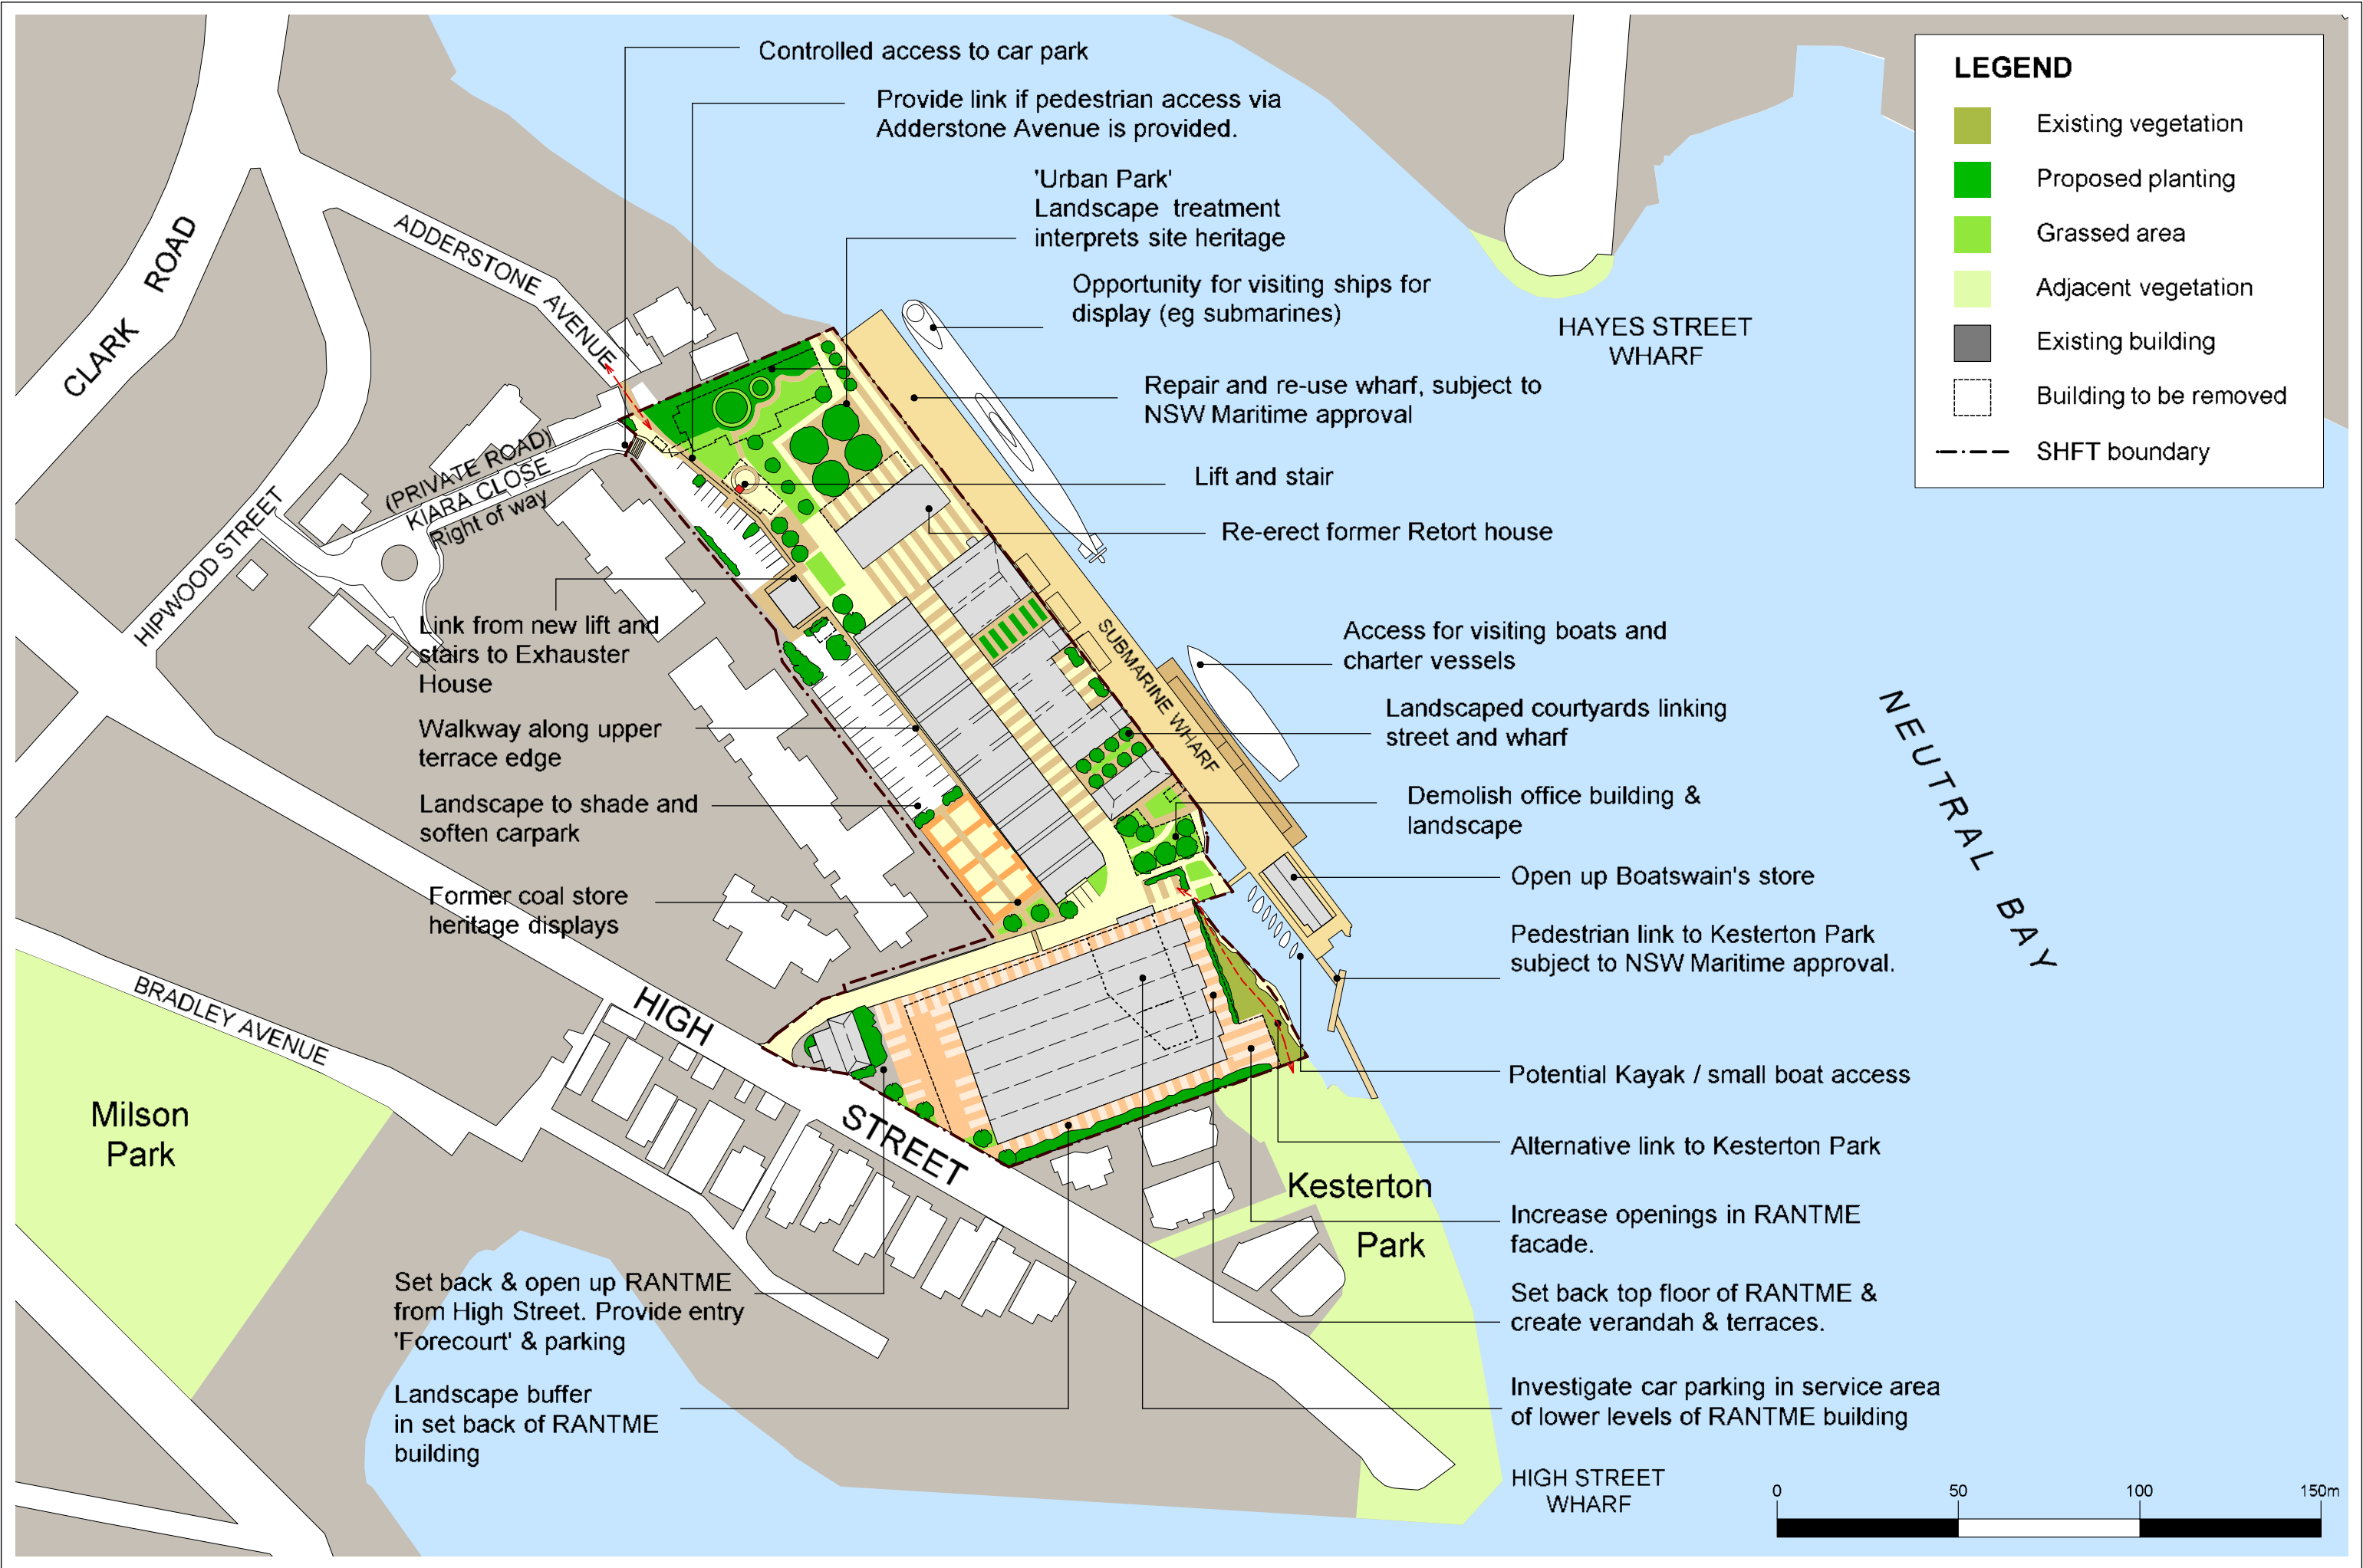 Controlled access to car park
Provide link if pedestrian access via
Adderstone Avenue is provided.
'Urban Park'
Landscape treatment
interprets site heritage
Opportunity for visiting ships for
display (eg submarines)
Repair and re-use wharf, subject to
NSW Maritime approval
Lift and stair
Re-erect former Retort house
LEGEND
Existing vegetation
Proposed planting
Grassed area
Adjacent vegetation
Existing building
Building to be removed
SHFT boundary
HAYES STREET
WHARF
CLARK ROAD
ADDERSTONE AVENUE
(PRIVATE ROAD)
KIARA CLOSE
Right of way
HIPWOOD STREET
Link from new lift and
stairs to Exhauster
House
Walkway along upper
terrace edge
Landscape to shade and
soften carpark
Former coal store
heritage displays
SUBMARINE WHARF
Access for visiting boats and
charter vessels
Landscaped courtyards linking
street and wharf
Demolish office building &
landscape
Open up Boatswain's store
Pedestrian link to Kesterton Park
subject to NSW Maritime approval.
Potential Kayak / small boat access
Alternative link to Kesterton Park
Increase openings in RANTME
facade.
Set back top floor of RANTME &
create verandah & terraces.
Investigate car parking in service area
of lower levels of RANTME building
NEUTRAL BAY
BRADLEY AVENUE
HIGH STREET
Milson
Park
Kesterton
Park
Set back & open up RANTME
from High Street. Provide entry
'Forecourt' & parking
Landscape buffer
in set back of RANTME
building
HIGH STREET
WHARF
0 50 100 150m